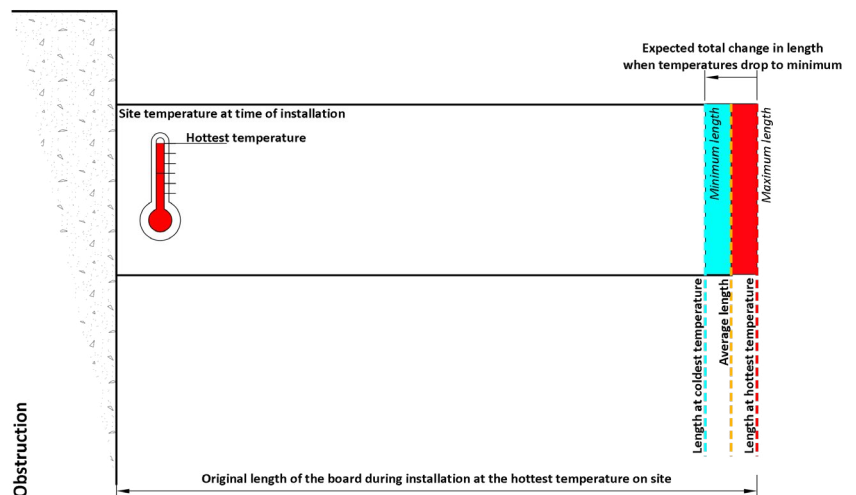 Expected total change in length
when temperatures drop to minimum
Site temperature at time of installation
Hottest temperature
Minimum length
Maximum length
Length at coldest temperature
Average length
Length at hottest temperature
Obstruction
Original length of the board during installation at the hottest temperature on site